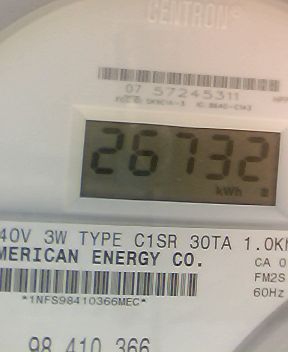 CENTRON®
07 57245311
26732
kWh
40V 3W TYPE C1SR 30TA 1.0K
MERICAN ENERGY CO.
CA 0
FM2S
*1NFS98410366MEC*
60Hz
98 410 366